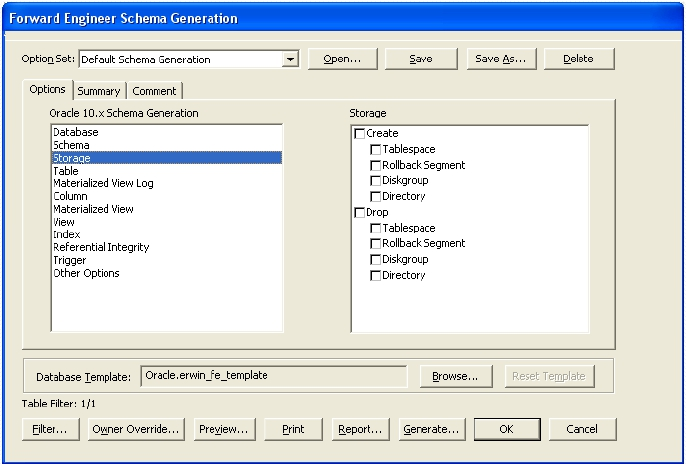 Forward Engineer Schema Generation
Option Set: Default Schema Generation Open... Save Save As... Delete
Options Summary Comment
Oracle 10.x Schema Generation
Database
Schema
Storage
Table
Materialized View Log
Column
Materialized View
View
Index
Referential Integrity
Trigger
Other Options
Storage
Create
Tablespace
Rollback Segment
Diskgroup
Directory
Drop
Tablespace
Rollback Segment
Diskgroup
Directory
Database Template: Oracle.erwin_fe_template Browse... Reset Template
Table Filter: 1/1
Filter... Owner Override... Preview... Print Report... Generate... OK Cancel